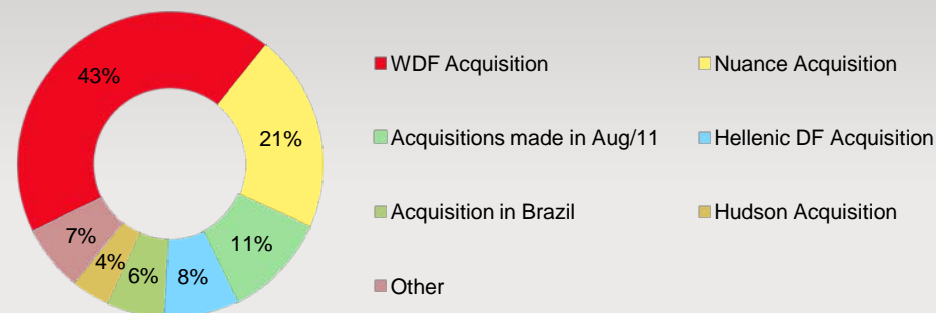 43%
21%
11%
8%
6%
4%
7%
WDF Acquisition
Nuance Acquisition
Acquisitions made in Aug/11
Hellenic DF Acquisition
Acquisition in Brazil
Hudson Acquisition
Other